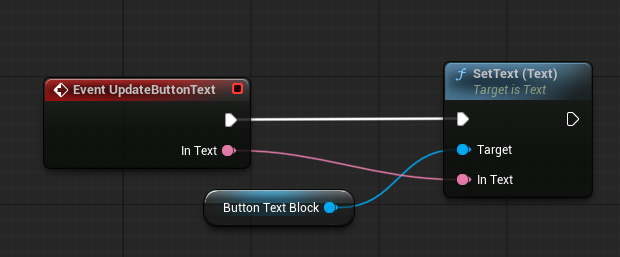 Event UpdateButtonText
In Text
Button Text Block
f SetText (Text)
Target is Text
Target
In Text